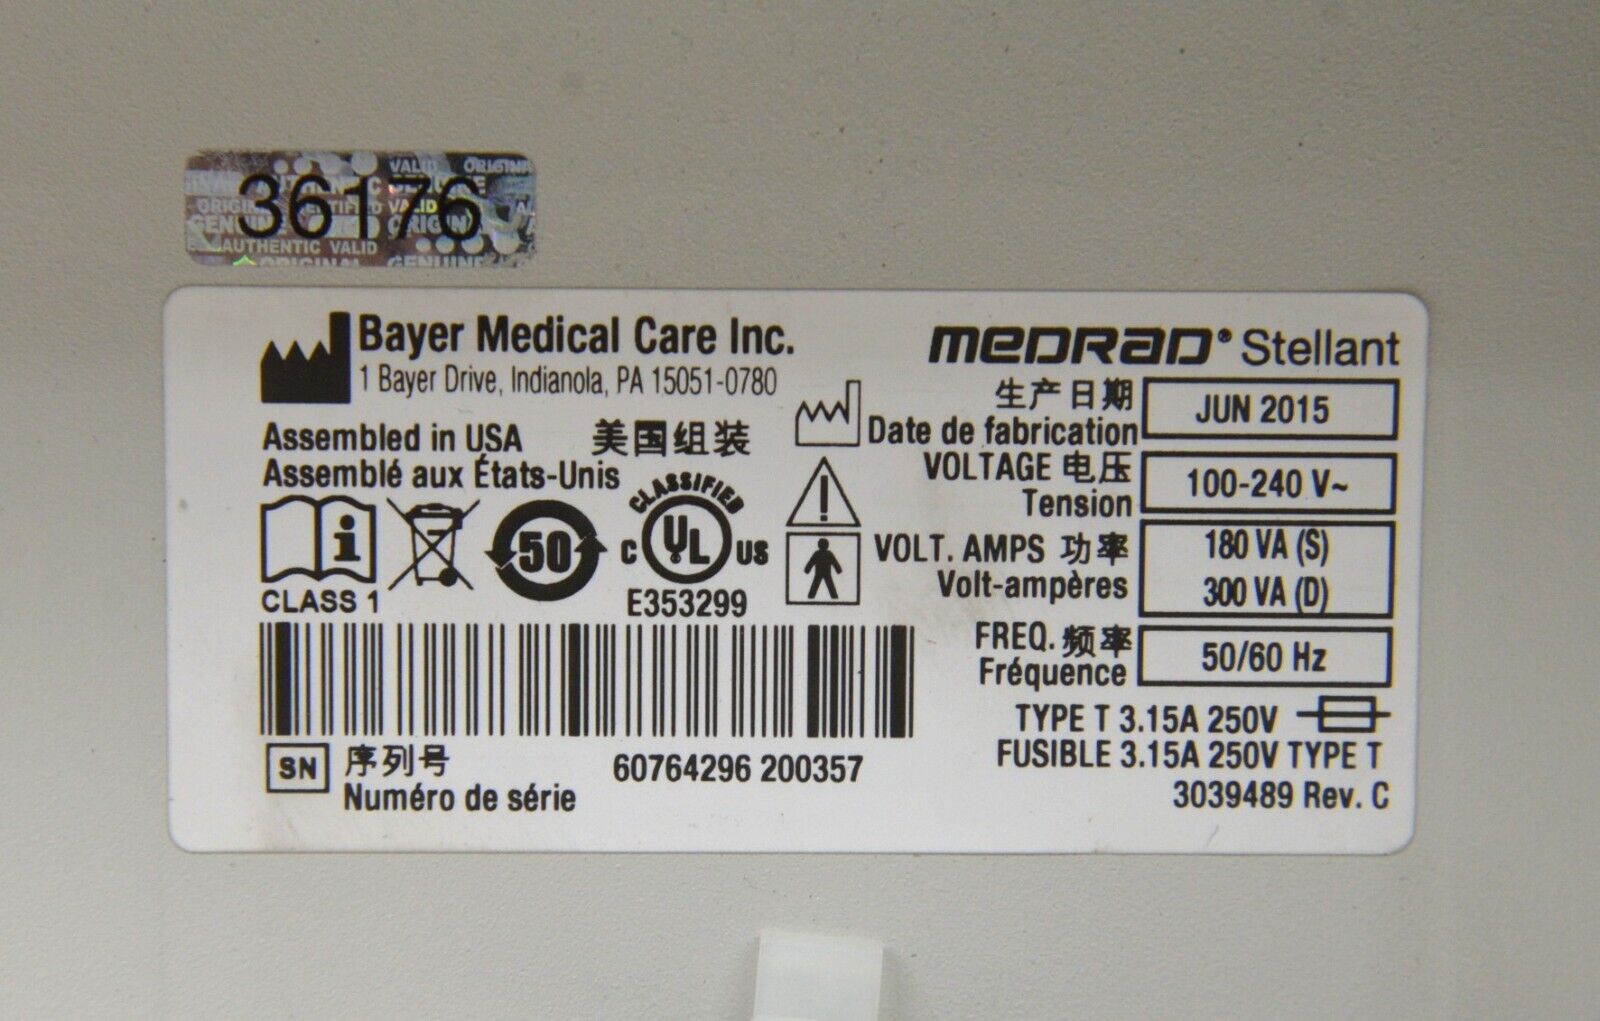 36176
Bayer Medical Care Inc.
1 Bayer Drive, Indianola, PA 15051-0780
Assembled in USA 美国组装
Assemblé aux États-Unis
CLASS 1
50
CLASSIFIED
C UL US
E353299
SN 序列号
Numéro de série
60764296 200357
MEDRAD® Stellant
生产日期
Date de fabrication
JUN 2015
VOLTAGE 电压
Tension
100-240 V~
VOLT. AMPS 功率
Volt-ampères
180 VA (S)
300 VA (D)
FREQ. 频率
Fréquence
50/60 Hz
TYPE T 3.15A 250V
FUSIBLE 3.15A 250V TYPE T
3039489 Rev. C